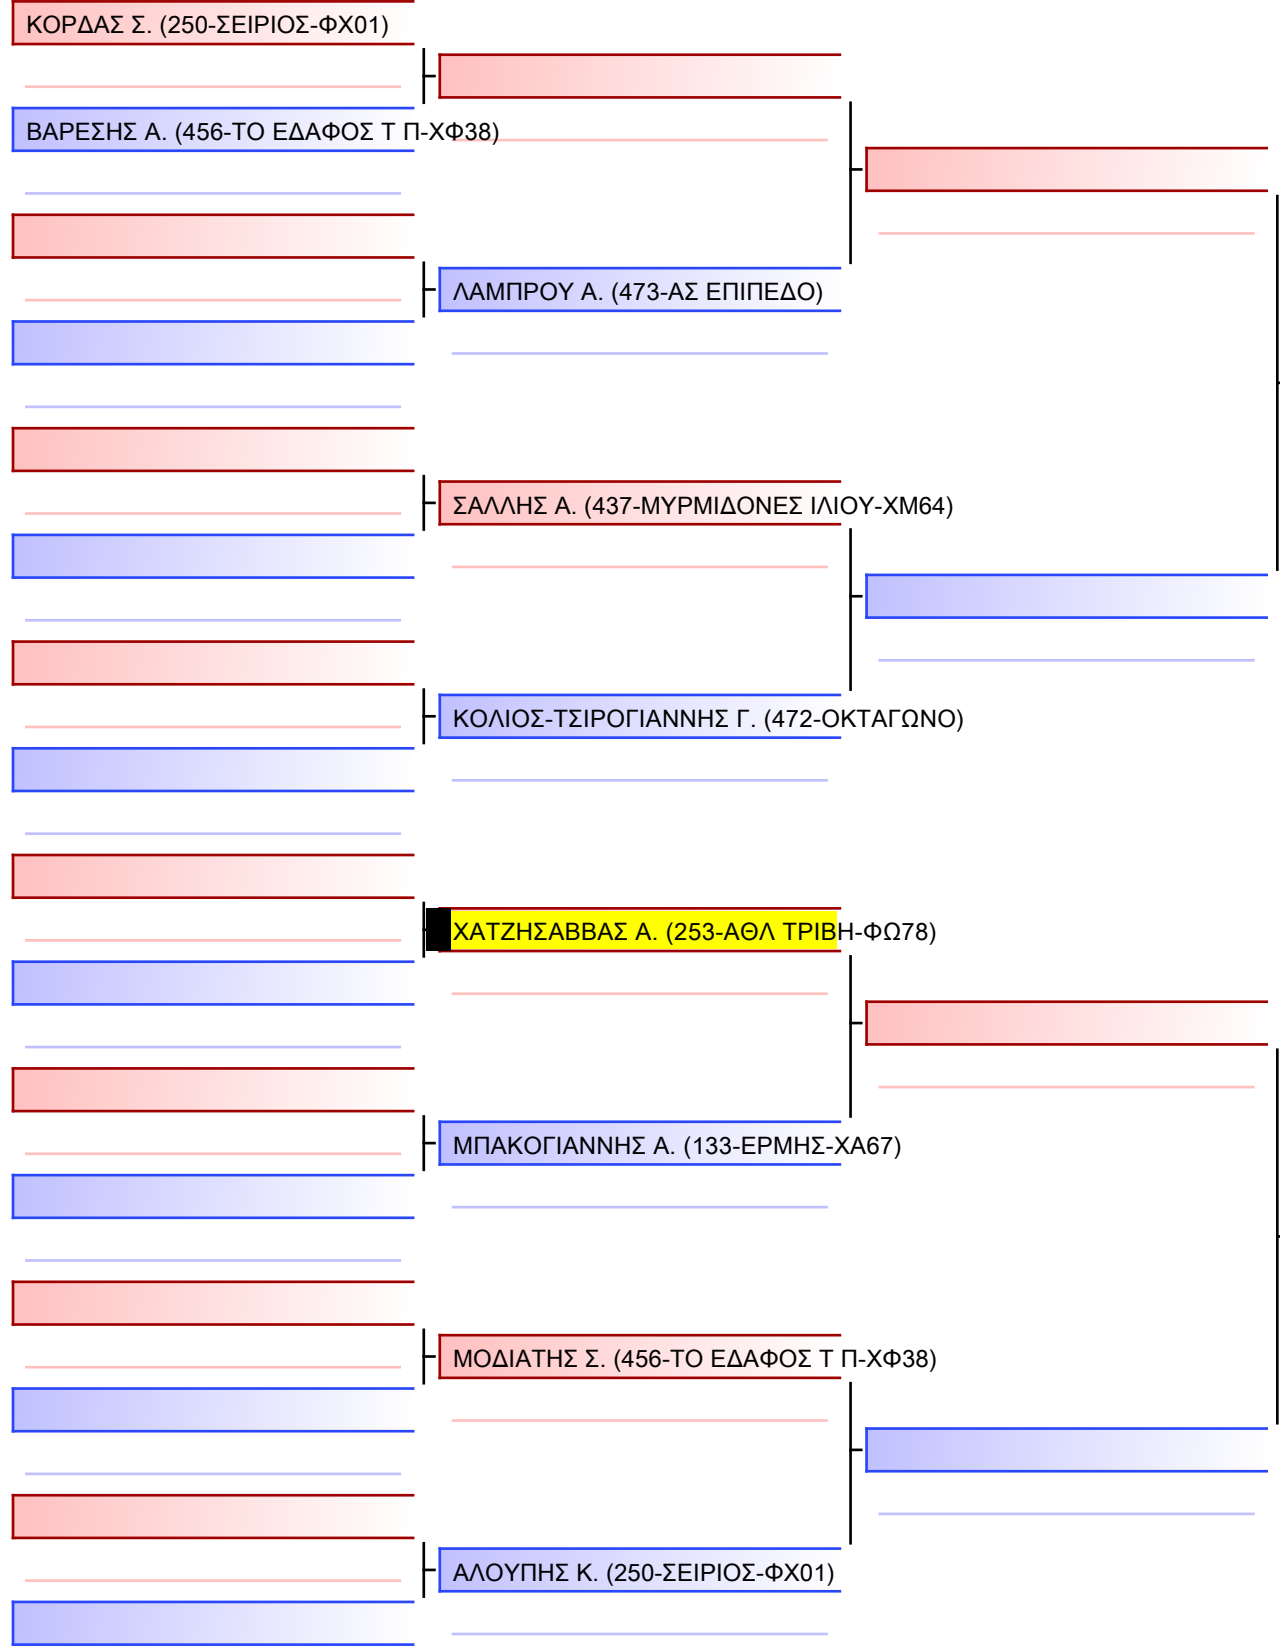 ΚΟΡΔΑΣ Σ. (250-ΣΕΙΡΙΟΣ-ΦΧ01)
ΒΑΡΕΣΗΣ Α. (456-ΤΟ ΕΔΑΦΟΣ Τ Π-ΧΦ38)
ΛΑΜΠΡΟΥ Α. (473-ΑΣ ΕΠΙΠΕΔΟ)
ΣΑΛΛΗΣ Α. (437-ΜΥΡΜΙΔΟΝΕΣ ΙΛΙΟΥ-ΧΜ64)
ΚΟΛΙΟΣ-ΤΣΙΡΟΓΙΑΝΝΗΣ Γ. (472-ΟΚΤΑΓΩΝΟ)
ΧΑΤΖΗΣΑΒΒΑΣ Α. (253-ΑΘΛ ΤΡΙΒΗ-ΦΩ78)
ΜΠΑΚΟΓΙΑΝΝΗΣ Α. (133-ΕΡΜΗΣ-ΧΑ67)
ΜΟΔΙΑΤΗΣ Σ. (456-ΤΟ ΕΔΑΦΟΣ Τ Π-ΧΦ38)
ΑΛΟΥΠΗΣ Κ. (250-ΣΕΙΡΙΟΣ-ΦΧ01)